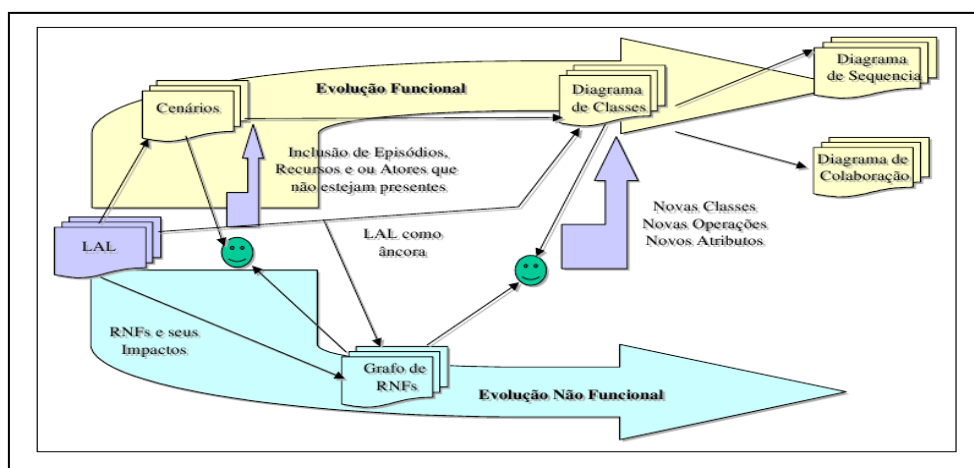 Evolução Funcional
Cenários
Diagrama
de Classes
Diagrama
de Sequencia
Inclusão de Episódios,
Recursos e ou Atores que
não estejam presentes
Diagrama de
Colaboração
Novas Classes
Novas Operações
Novos Atributos
LAL
LAL como
âncora
RNFs e seus
Impactos
Grafo de
RNFs
Evolução Não Funcional